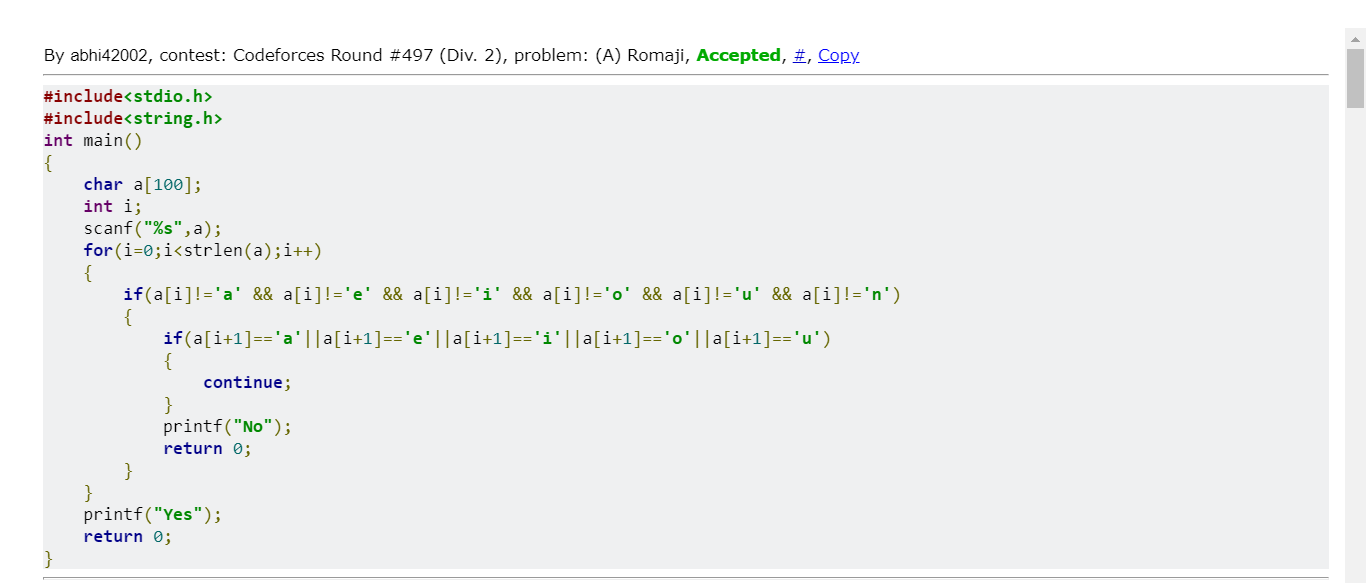 By abhi42002, contest: Codeforces Round #497 (Div. 2), problem: (A) Romaji, Accepted, #, Copy
#include<stdio.h>
#include<string.h>
int main()
{
    char a[100];
    int i;
    scanf("%s",a);
    for(i=0;i<strlen(a);i++)
    {
        if(a[i]!='a' && a[i]!='e' && a[i]!='i' && a[i]!='o' && a[i]!='u' && a[i]!='n')
        {
            if(a[i+1]=='a'||a[i+1]=='e'||a[i+1]=='i'||a[i+1]=='o'||a[i+1]=='u')
            {
                continue;
            }
            printf("No");
            return 0;
        }
    }
    printf("Yes");
    return 0;
}